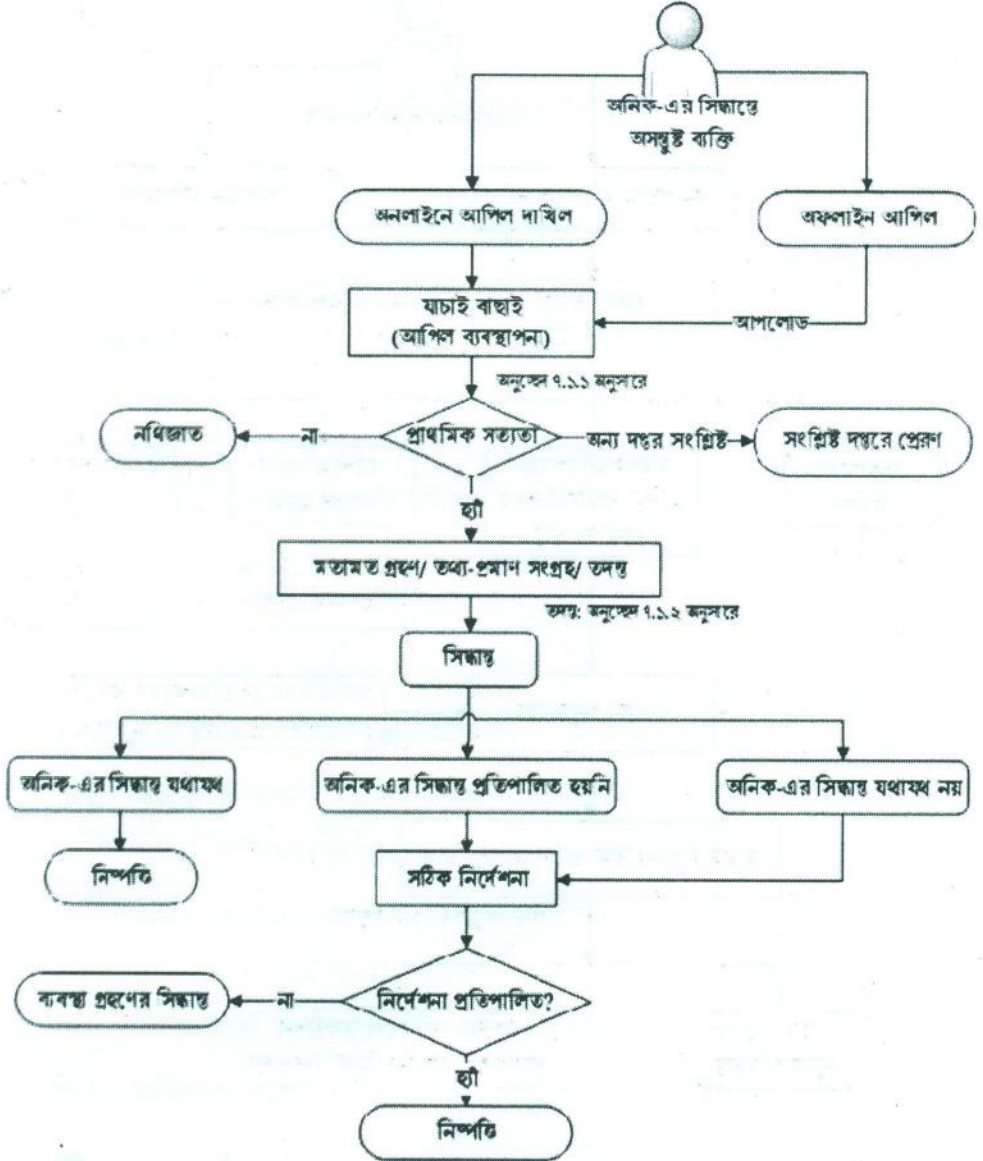 অনিক-এর সিদ্ধান্তে
অসন্তুষ্ট ব্যক্তি
অনলাইনে আপিল দাখিল
অফলাইন আপিল
যাচাই বাছাই
(আপিল ব্যবস্থাপনা)
আপলোড
অনুচ্ছেদ ৭.১.১ অনুসারে
নথিজাত
না
প্রাথমিক সত্যতা
অন্য দপ্তর সংশ্লিষ্ট
সংশ্লিষ্ট দপ্তরে প্রেরণ
হ্যাঁ
মতামত গ্রহণ/ তথ্য-প্রমাণ সংগ্রহ/ তদন্ত
তদন্ত: অনুচ্ছেদ ৭.১.২ অনুসারে
সিদ্ধান্ত
অনিক-এর সিদ্ধান্ত যথাযথ
অনিক-এর সিদ্ধান্ত প্রতিপালিত হয়নি
অনিক-এর সিদ্ধান্ত যথাযথ নয়
নিষ্পত্তি
সঠিক নির্দেশনা
ব্যবস্থা গ্রহণের সিদ্ধান্ত
না
নির্দেশনা প্রতিপালিত?
হ্যাঁ
নিষ্পত্তি